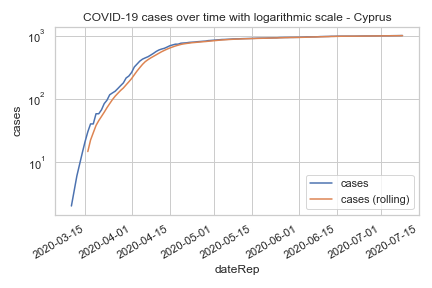 COVID-19 cases over time with logarithmic scale - Cyprus
cases
10³
10²
10¹
cases
cases (rolling)
2020-03-15
2020-04-01
2020-04-15
2020-05-01
2020-05-15
2020-06-01
2020-06-15
2020-07-01
2020-07-15
dateRep